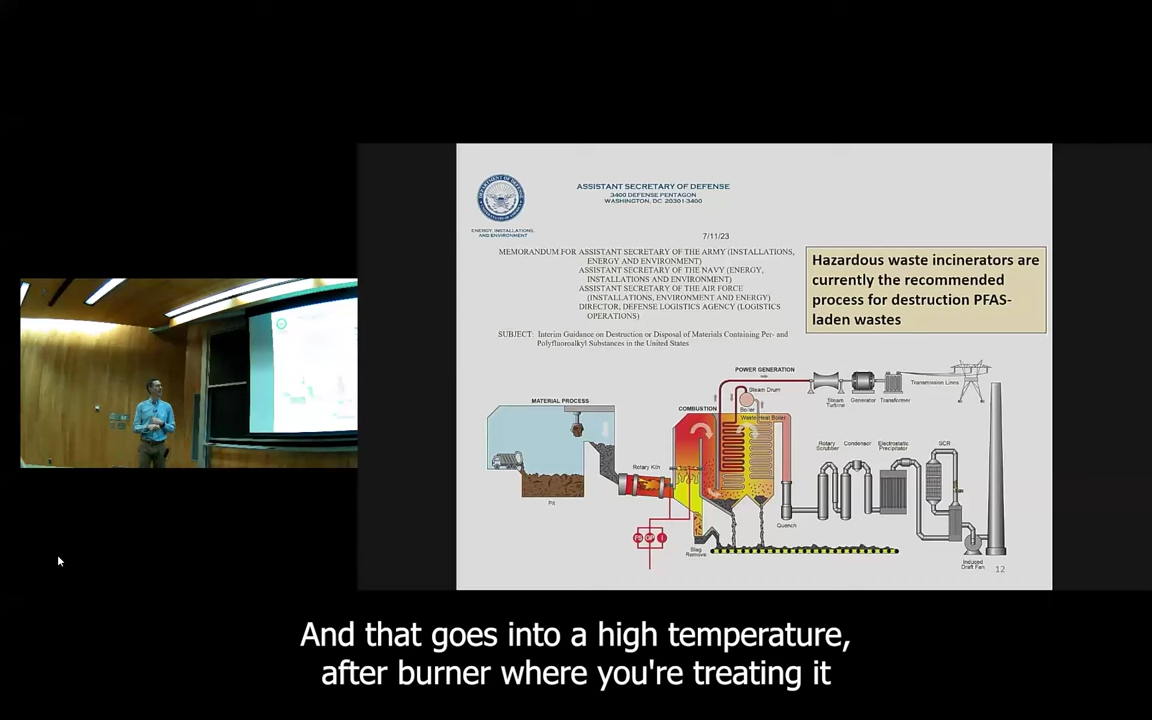 ASSISTANT SECRETARY OF DEFENSE
3400 DEFENSE PENTAGON
WASHINGTON, DC 20301-3400
ENERGY, INSTALLATIONS,
AND ENVIRONMENT
7/11/23
MEMORANDUM FOR ASSISTANT SECRETARY OF THE ARMY (INSTALLATIONS,
ENERGY AND ENVIRONMENT)
ASSISTANT SECRETARY OF THE NAVY (ENERGY,
INSTALLATIONS AND ENVIRONMENT)
ASSISTANT SECRETARY OF THE AIR FORCE
(INSTALLATIONS, ENVIRONMENT AND ENERGY)
DIRECTOR, DEFENSE LOGISTICS AGENCY (LOGISTICS
OPERATIONS)
SUBJECT: Interim Guidance on Destruction or Disposal of Materials Containing Per- and
Polyfluoroalkyl Substances in the United States
Hazardous waste incinerators are
currently the recommended
process for destruction PFAS-
laden wastes
POWER GENERATION
Steam Drum
Boiler
Waste Heat Boiler
Steam
Turbine
Generator
Transformer
Transmission Lines
MATERIAL PROCESS
COMBUSTION
Rotary Kiln
Pit
Slag
Remove
Quench
Rotary
Scrubber
Condensor
Electrostatic
Precipitator
SCR
Induced
Draft Fan
12
And that goes into a high temperature,
after burner where you're treating it